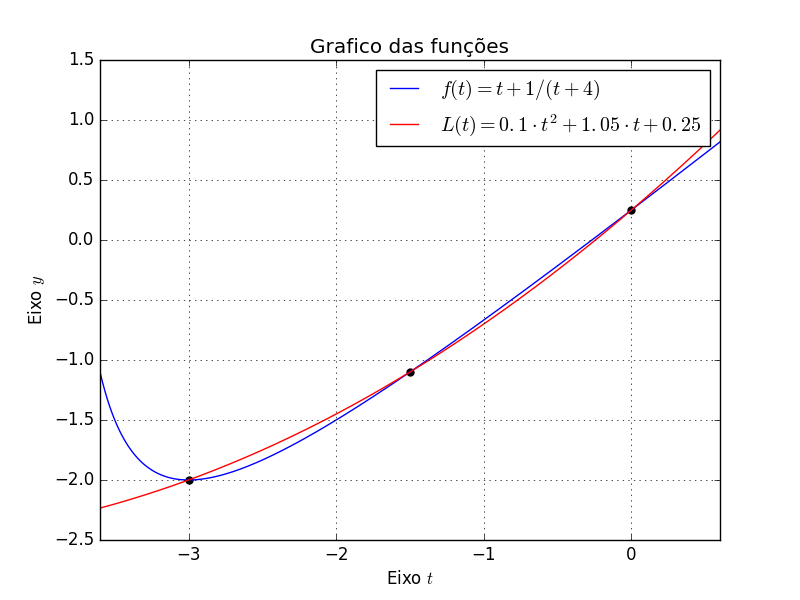 Grafico das funções
f(t) = t + 1/(t + 4)
L(t) = 0.1 · t² + 1.05 · t + 0.25
1.5
1.0
0.5
0.0
−0.5
−1.0
−1.5
−2.0
−2.5
Eixo y
−3 −2 −1 0
Eixo t